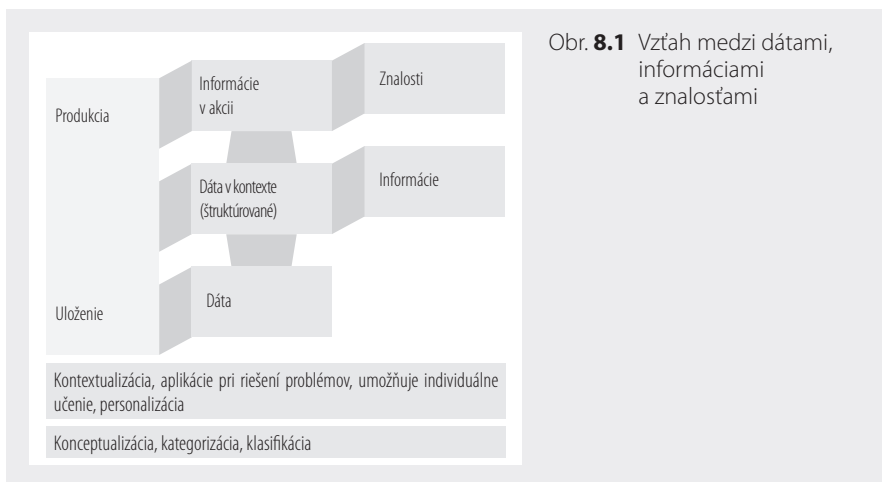 Obr. 8.1 Vzťah medzi dátami,
informáciami
a znalosťami
Produkcia
Informácie
v akcii
Znalosti
Dáta v kontexte
(štruktúrované)
Informácie
Uloženie
Dáta
Kontextualizácia, aplikácie pri riešení problémov, umožňuje individuálne
učenie, personalizácia
Konceptualizácia, kategorizácia, klasifikácia